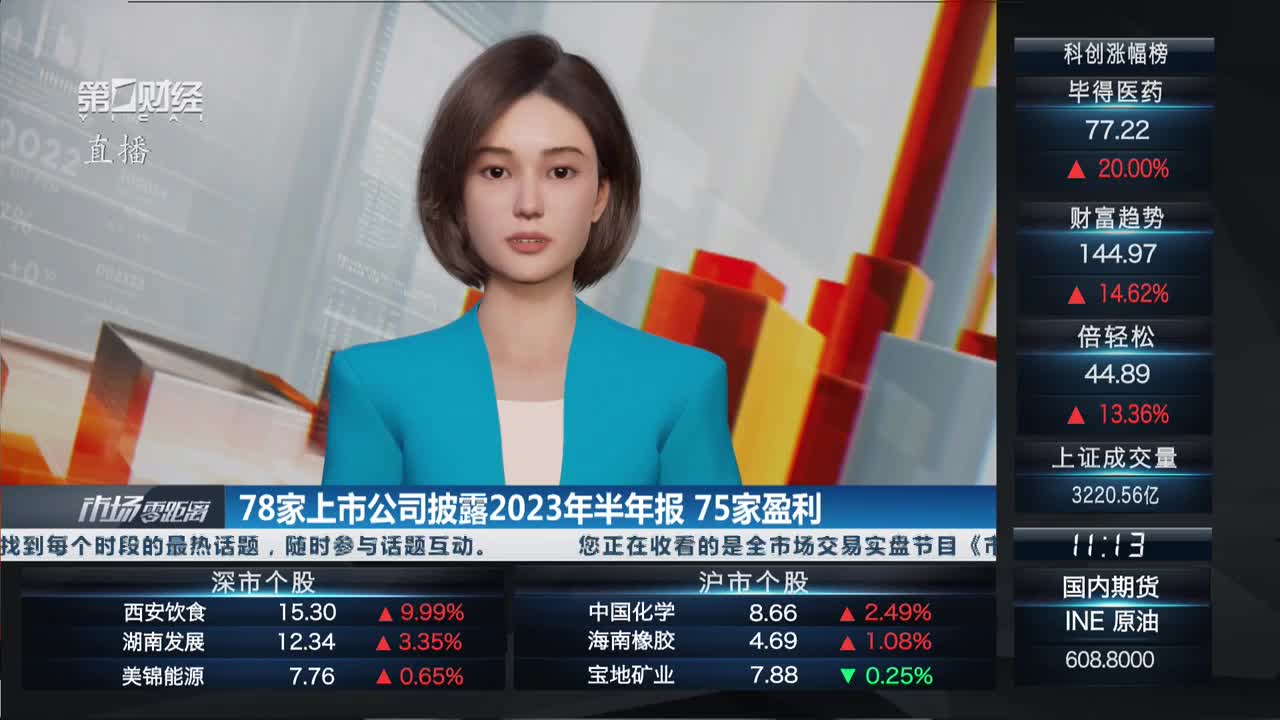 第一财经
YICAI
直播
2022
科创涨幅榜
毕得医药
77.22
▲ 20.00%
财富趋势
144.97
▲ 14.62%
倍轻松
44.89
▲ 13.36%
上证成交量
3220.56亿
11:13
国内期货
INE 原油
608.8000
市场零距离
78家上市公司披露2023年半年报 75家盈利
找到每个时段的最热话题，随时参与话题互动。 您正在收看的是全市场交易实盘节目《市
深市个股
西安饮食 15.30 ▲ 9.99%
湖南发展 12.34 ▲ 3.35%
美锦能源 7.76 ▲ 0.65%
沪市个股
中国化学 8.66 ▲ 2.49%
海南橡胶 4.69 ▲ 1.08%
宝地矿业 7.88 ▼ 0.25%